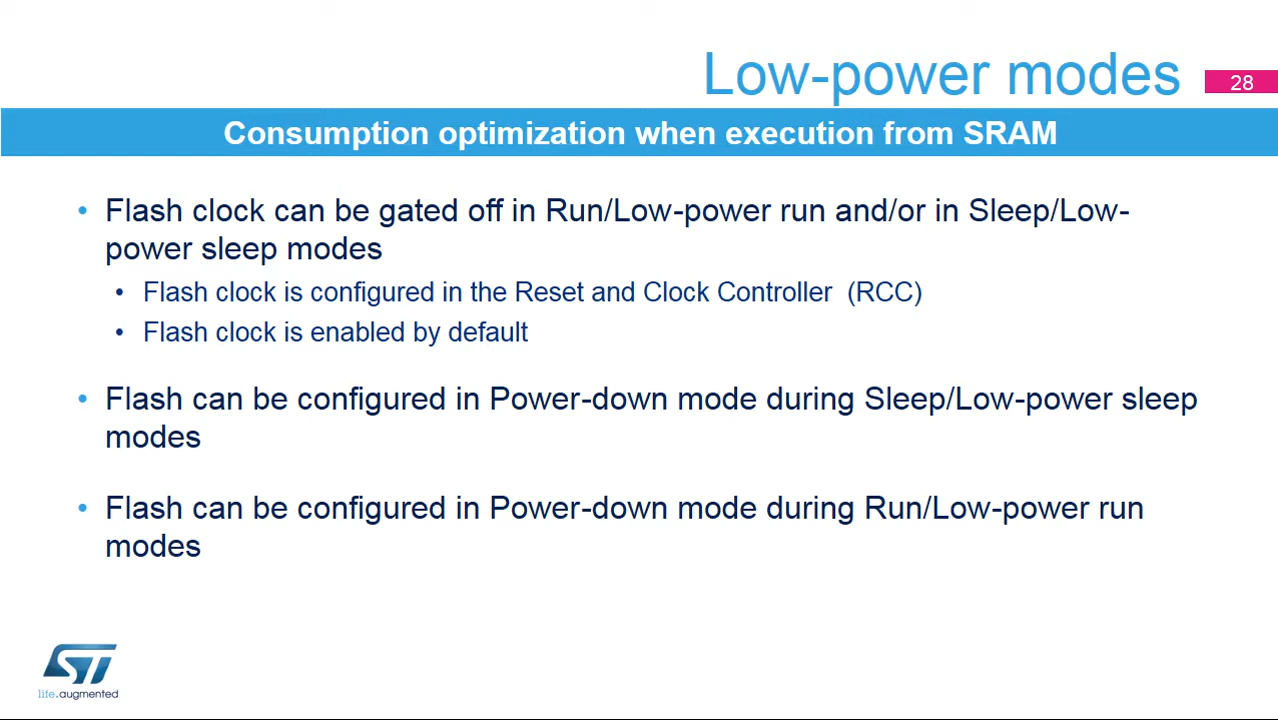 Low-power modes
28
Consumption optimization when execution from SRAM
• Flash clock can be gated off in Run/Low-power run and/or in Sleep/Low-
power sleep modes
• Flash clock is configured in the Reset and Clock Controller (RCC)
• Flash clock is enabled by default
• Flash can be configured in Power-down mode during Sleep/Low-power sleep
modes
• Flash can be configured in Power-down mode during Run/Low-power run
modes
ST
life.augmented